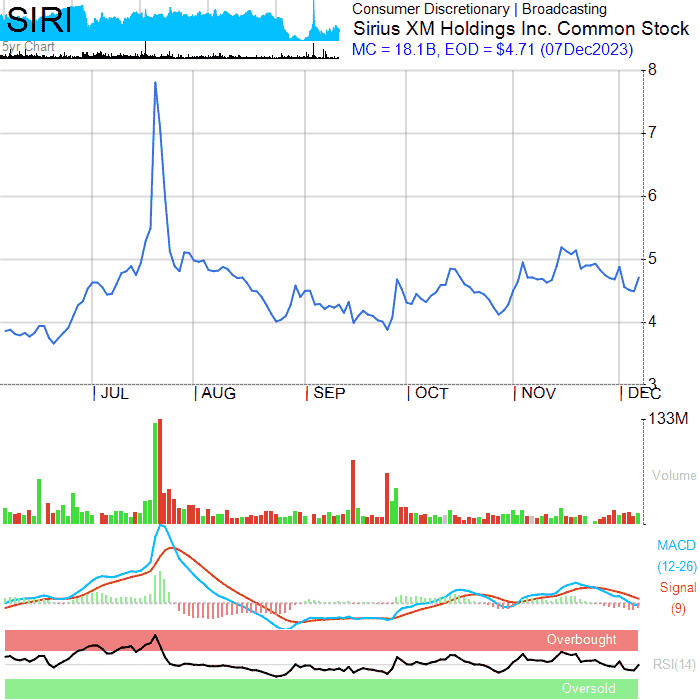 SIRI
5yr Chart
Consumer Discretionary | Broadcasting
Sirius XM Holdings Inc. Common Stock
MC = 18.1B, EOD = $4.71 (07Dec2023)
8
7
6
5
4
3
JUL AUG SEP OCT NOV DEC
133M
Volume
MACD
(12-26)
Signal
(9)
Overbought
RSI(14)
Oversold